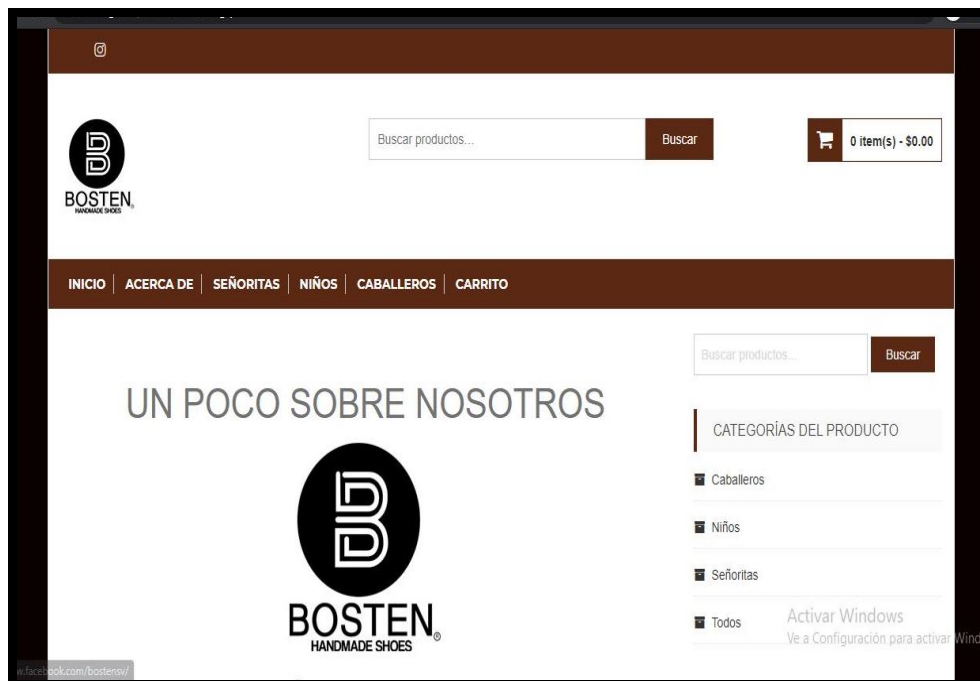 Buscar productos...
Buscar
0 item(s) - $0.00
B
BOSTEN®
HANDMADE SHOES
INICIO
ACERCA DE
SEÑORITAS
NIÑOS
CABALLEROS
CARRITO
Buscar productos...
Buscar
UN POCO SOBRE NOSOTROS
B
BOSTEN®
HANDMADE SHOES
CATEGORÍAS DEL PRODUCTO
Caballeros
Niños
Señoritas
Todos
Activar Windows
Ve a Configuración para activar Wind
w.facebook.com/bostensv/